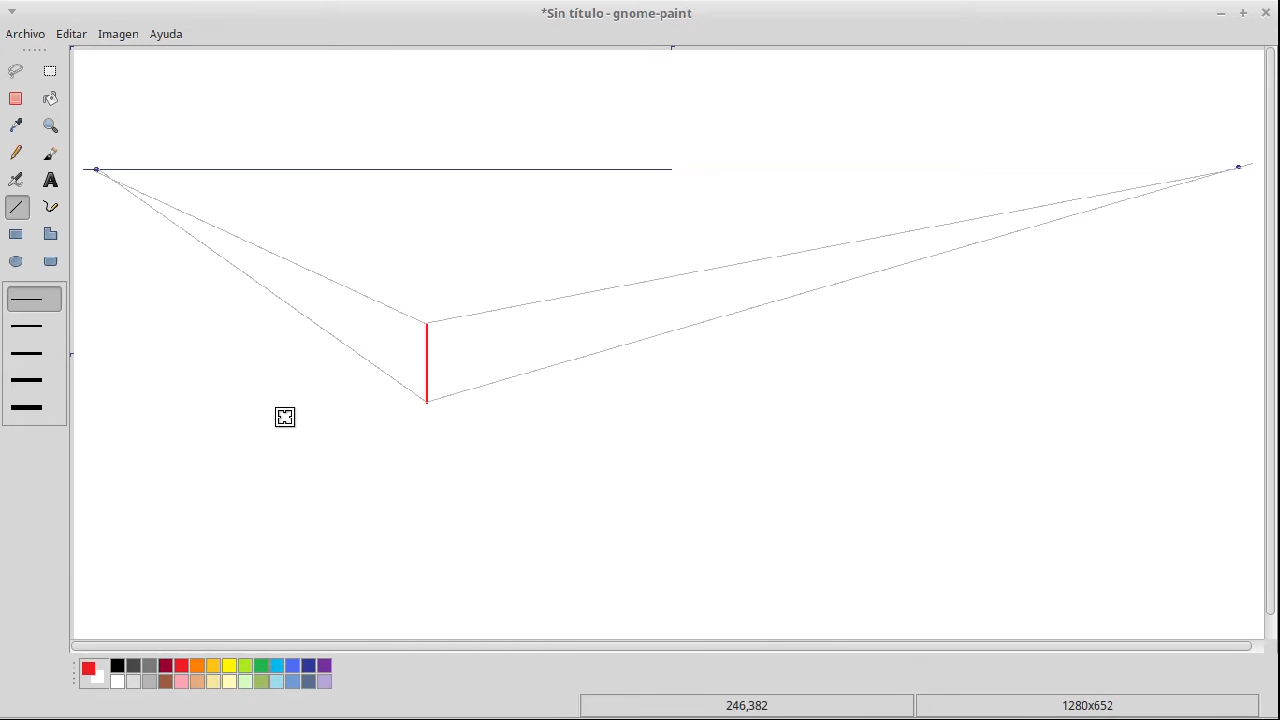 *Sin título - gnome-paint
Archivo Editar Imagen Ayuda
A
246,382 1280x652